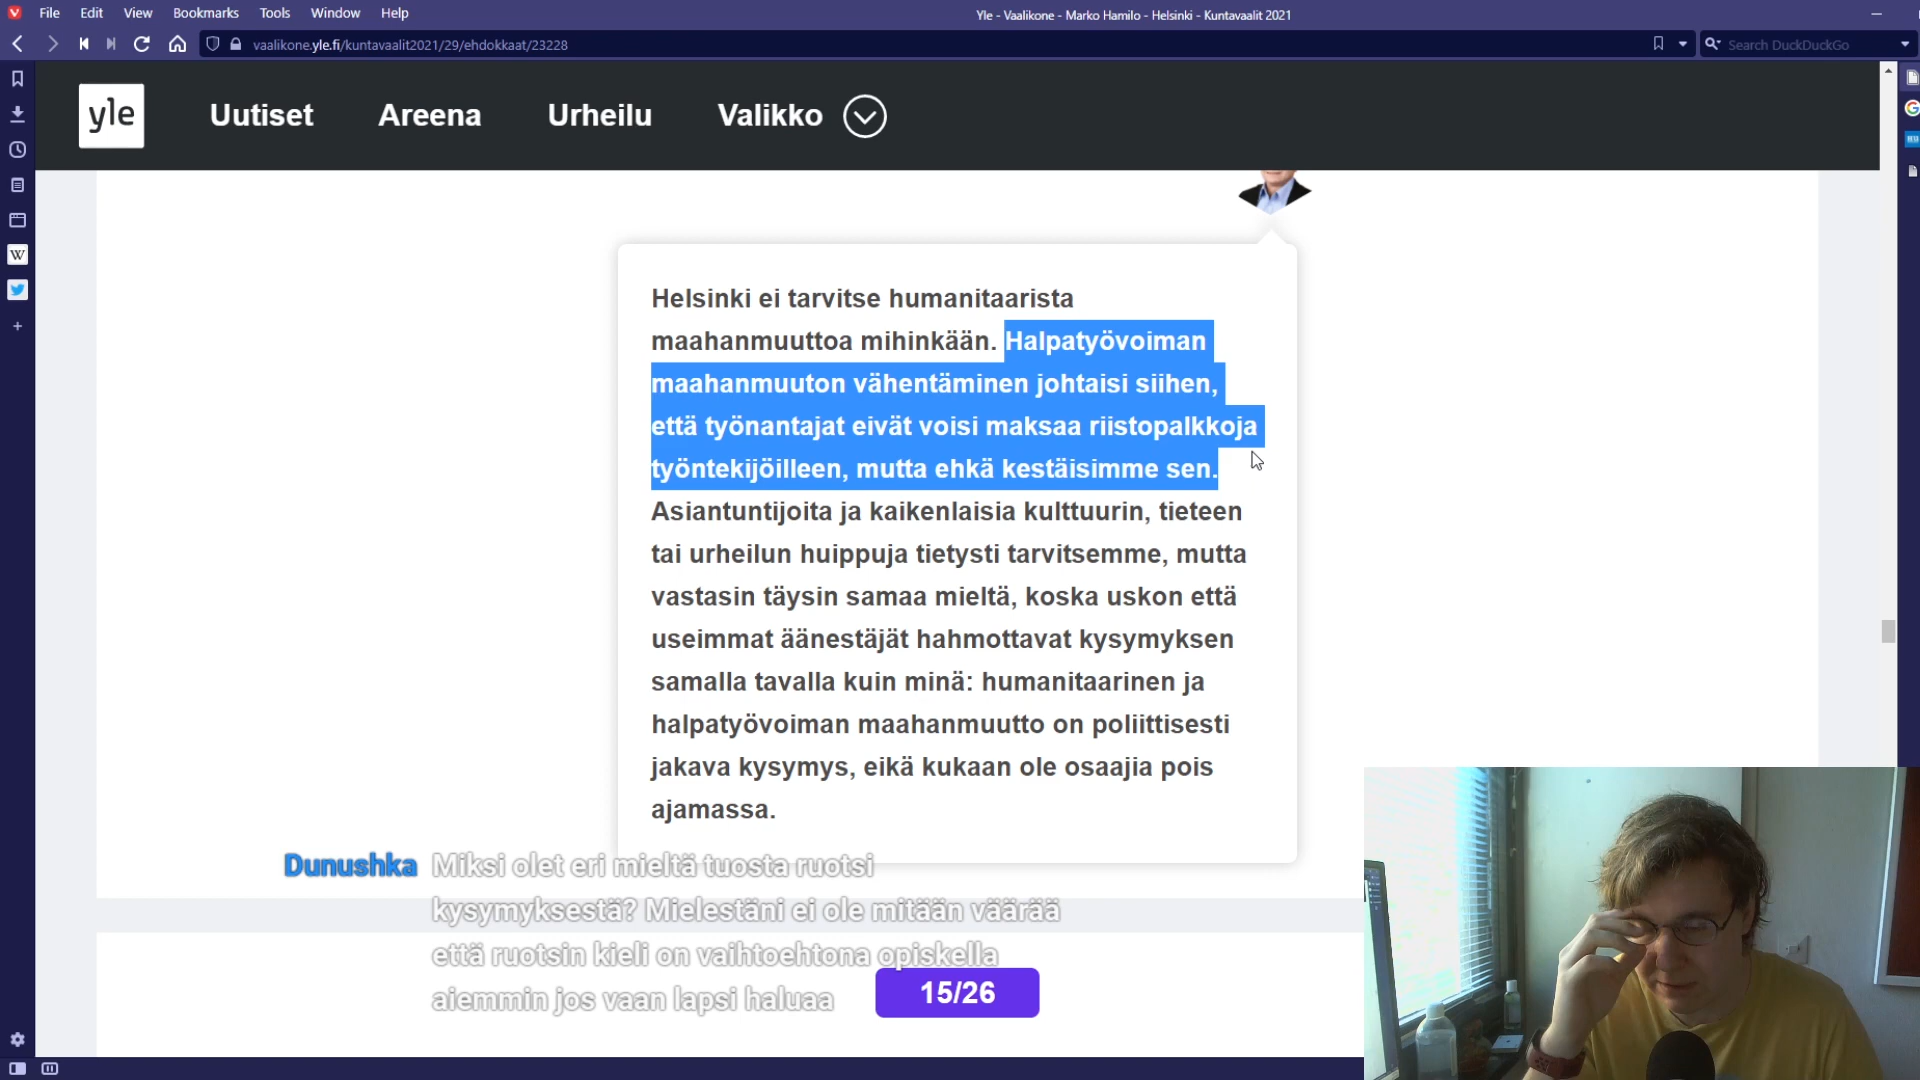 File Edit View Bookmarks Tools Window Help
Yle - Vaalikone - Marko Hamilo - Helsinki - Kuntavaalit 2021
vaalikone.yle.fi/kuntavaalit2021/29/ehdokkaat/23228
Search DuckDuckGo
yle Uutiset Areena Urheilu Valikko
Helsinki ei tarvitse humanitaarista
maahanmuuttoa mihinkään. Halpatyövoiman
maahanmuuton vähentäminen johtaisi siihen,
että työnantajat eivät voisi maksaa riistopalkkoja
työntekijöilleen, mutta ehkä kestäisimme sen.
Asiantuntijoita ja kaikenlaisia kulttuurin, tieteen
tai urheilun huippuja tietysti tarvitsemme, mutta
vastasin täysin samaa mieltä, koska uskon että
useimmat äänestäjät hahmottavat kysymyksen
samalla tavalla kuin minä: humanitaarinen ja
halpatyövoiman maahanmuutto on poliittisesti
jakava kysymys, eikä kukaan ole osaajia pois
ajamassa.
Dunushka Miksi olet eri mieltä tuosta ruotsi
kysymyksestä? Mielestäni ei ole mitään väärää
että ruotsin kieli on vaihtoehtona opiskella
aiemmin jos vaan lapsi haluaa
15/26